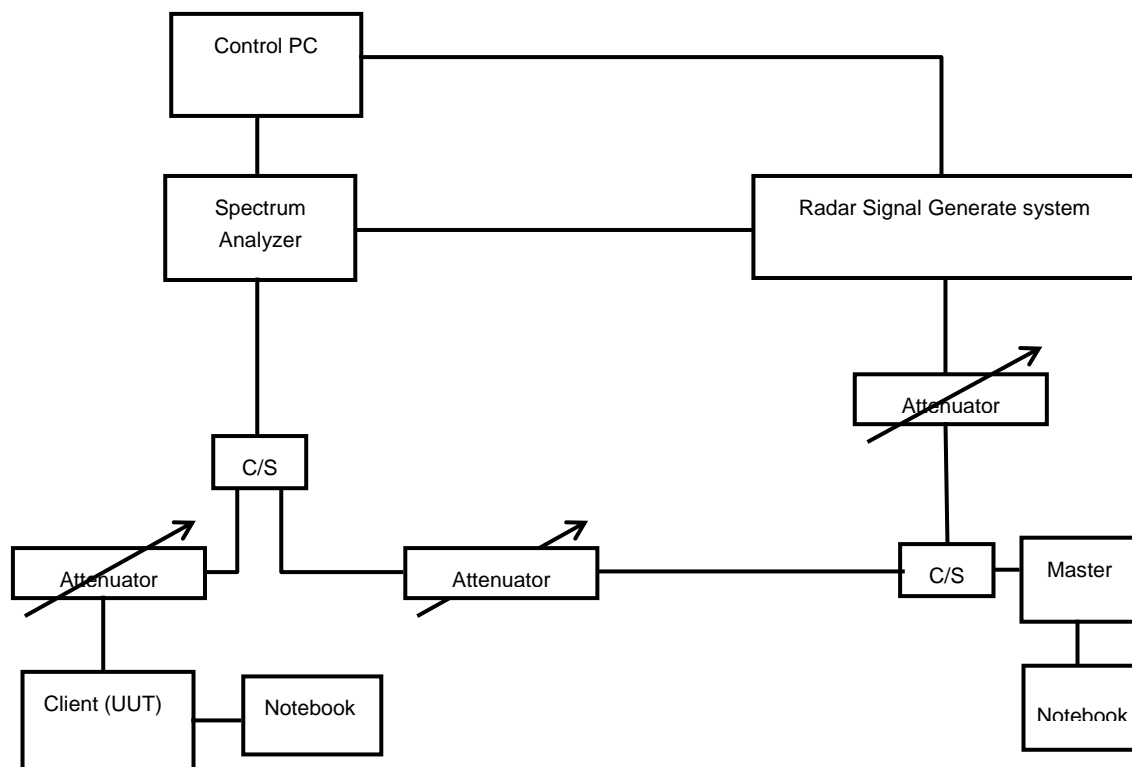 Control PC
Spectrum
Analyzer
Radar Signal Generate system
Attenuator
C/S
Attenuator
Attenuator
C/S
Master
Client (UUT)
Notebook
Notebook